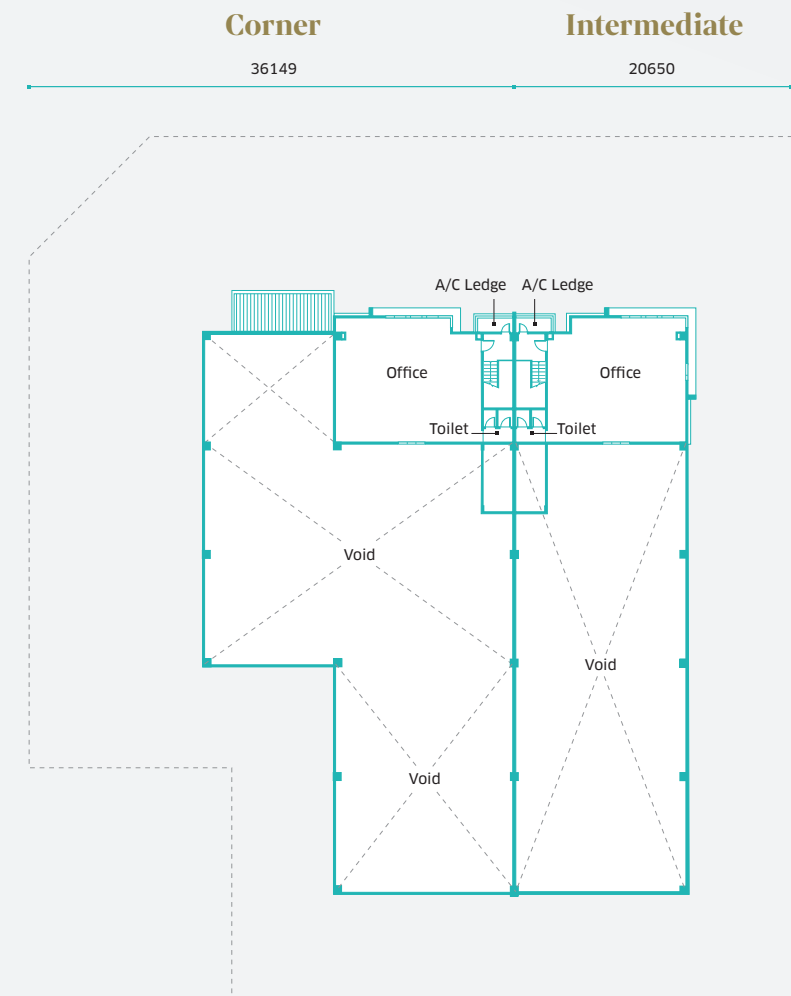 Corner Intermediate
36149 20650
A/C Ledge A/C Ledge
Office Office
Toilet Toilet
Void
Void
Void